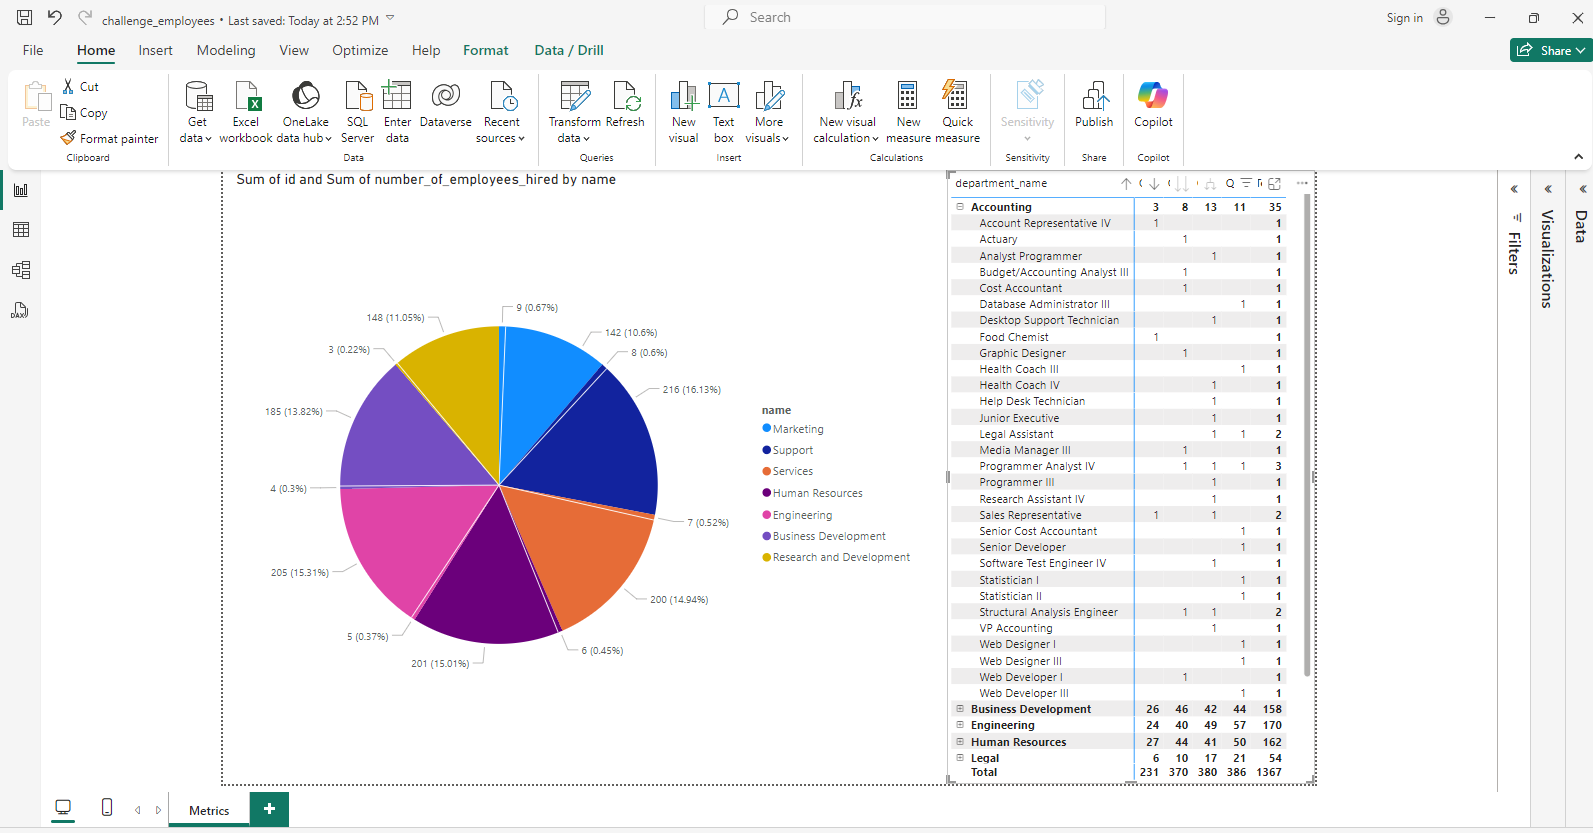 challenge_employees • Last saved: Today at 2:52 PM
Search
Sign in
File Home Insert Modeling View Optimize Help Format Data / Drill
Share
Paste
Cut
Copy
Format painter
Clipboard
Get data
Excel workbook
OneLake data hub
SQL Server
Enter data
Dataverse
Recent sources
Data
Transform data
Refresh
Queries
New visual
Text box
More visuals
Insert
New visual calculation
New measure
Quick measure
Calculations
Sensitivity
Sensitivity
Publish
Share
Copilot
Copilot
Sum of id and Sum of number_of_employees_hired by name
9 (0.67%)
142 (10.6%)
8 (0.6%)
216 (16.13%)
7 (0.52%)
200 (14.94%)
6 (0.45%)
201 (15.01%)
5 (0.37%)
205 (15.31%)
4 (0.3%)
185 (13.82%)
3 (0.22%)
148 (11.05%)
name
Marketing
Support
Services
Human Resources
Engineering
Business Development
Research and Development
department_name
Accounting 3 8 13 11 35
Account Representative IV 1 1
Actuary 1 1
Analyst Programmer 1 1
Budget/Accounting Analyst III 1 1
Cost Accountant 1 1
Database Administrator III 1 1
Desktop Support Technician 1 1
Food Chemist 1 1
Graphic Designer 1 1
Health Coach III 1 1
Health Coach IV 1 1
Help Desk Technician 1 1
Junior Executive 1 1
Legal Assistant 1 1 2
Media Manager III 1 1
Programmer Analyst IV 1 1 1 3
Programmer III 1 1
Research Assistant IV 1 1
Sales Representative 1 1 2
Senior Cost Accountant 1 1
Senior Developer 1 1
Software Test Engineer IV 1 1
Statistician I 1 1
Statistician II 1 1
Structural Analysis Engineer 1 1 2
VP Accounting 1 1
Web Designer I 1 1
Web Designer III 1 1
Web Developer I 1 1
Web Developer III 1 1
Business Development 26 46 42 44 158
Engineering 24 40 49 57 170
Human Resources 27 44 41 50 162
Legal 6 10 17 21 54
Total 231 370 380 386 1367
Filters
Visualizations
Data
Metrics